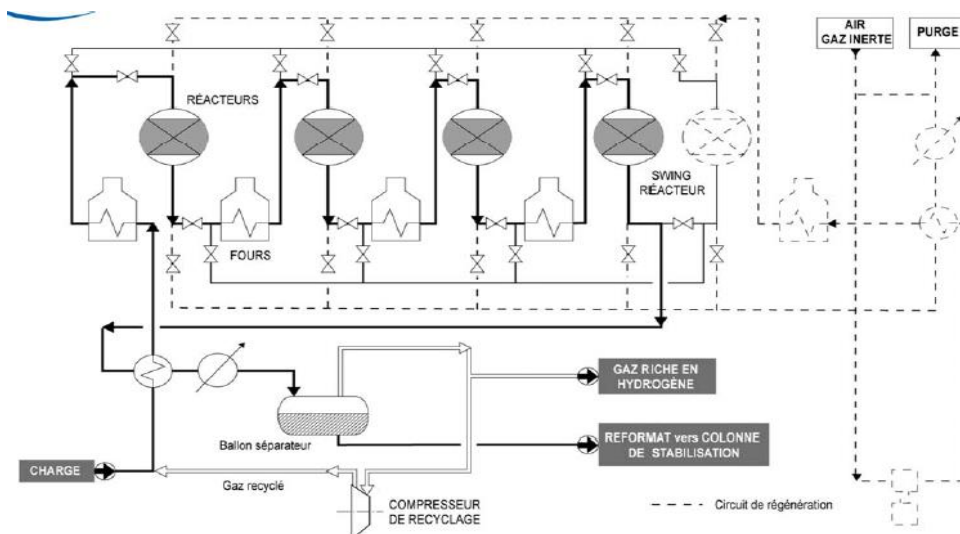 AIR
GAZ INERTE
PURGE
RÉACTEURS
SWING
RÉACTEUR
FOURS
GAZ RICHE EN
HYDROGÈNE
Ballon séparateur
REFORMAT vers COLONNE
DE STABILISATION
CHARGE
Gaz recyclé
COMPRESSEUR
DE RECYCLAGE
Circuit de régénération